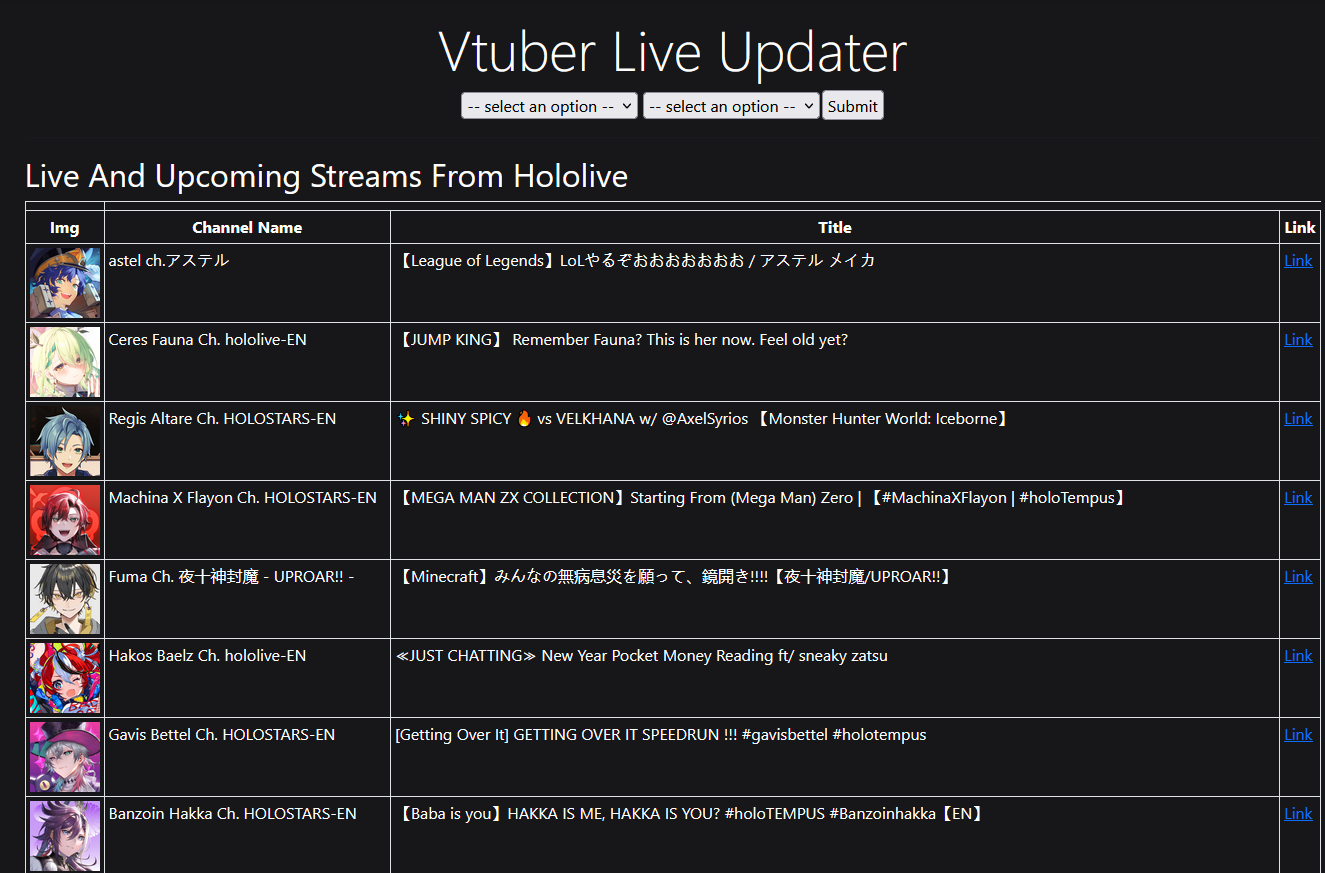 Vtuber Live Updater
-- select an option -- -- select an option -- Submit
Live And Upcoming Streams From Hololive
Img Channel Name Title Link
astel ch.アステル 【League of Legends】LoLやるぞおおおおおおお / アステル メイカ Link
Ceres Fauna Ch. hololive-EN 【JUMP KING】 Remember Fauna? This is her now. Feel old yet? Link
Regis Altare Ch. HOLOSTARS-EN ✨ SHINY SPICY 🔥 vs VELKHANA w/ @AxelSyrios 【Monster Hunter World: Iceborne】 Link
Machina X Flayon Ch. HOLOSTARS-EN 【MEGA MAN ZX COLLECTION】Starting From (Mega Man) Zero | 【#MachinaXFlayon | #holoTempus】 Link
Fuma Ch. 夜十神封魔 - UPROAR!! - 【Minecraft】みんなの無病息災を願って、鏡開き!!!!【夜十神封魔/UPROAR!!】 Link
Hakos Baelz Ch. hololive-EN ≪JUST CHATTING≫ New Year Pocket Money Reading ft/ sneaky zatsu Link
Gavis Bettel Ch. HOLOSTARS-EN [Getting Over It] GETTING OVER IT SPEEDRUN !!! #gavisbettel #holotempus Link
Banzoin Hakka Ch. HOLOSTARS-EN 【Baba is you】HAKKA IS ME, HAKKA IS YOU? #holoTEMPUS #Banzoinhakka【EN】 Link